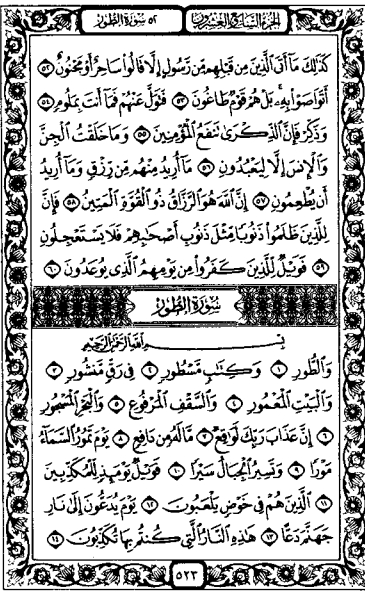 الجزء السابع والعشرون ٥٢ سورة الطور
كَذَٰلِكَ مَآ أَتَى ٱلَّذِينَ مِن قَبْلِهِم مِّن رَّسُولٍ إِلَّا قَالُوا۟ سَاحِرٌ أَوْ مَجْنُونٌ ٥٢
أَتَوَاصَوْا۟ بِهِۦ بَلْ هُمْ قَوْمٌ طَاغُونَ ٥٣ فَتَوَلَّ عَنْهُمْ فَمَآ أَنتَ بِمَلُومٍ ٥٤
وَذَكِّرْ فَإِنَّ ٱلذِّكْرَىٰ تَنفَعُ ٱلْمُؤْمِنِينَ ٥٥ وَمَا خَلَقْتُ ٱلْجِنَّ
وَٱلْإِنسَ إِلَّا لِيَعْبُدُونِ ٥٦ مَآ أُرِيدُ مِنْهُم مِّن رِّزْقٍ وَمَآ أُرِيدُ
أَن يُطْعِمُونِ ٥٧ إِنَّ ٱللَّهَ هُوَ ٱلرَّزَّاقُ ذُو ٱلْقُوَّةِ ٱلْمَتِينُ ٥٨ فَإِنَّ
لِلَّذِينَ ظَلَمُوا۟ ذَنُوبًا مِّثْلَ ذَنُوبِ أَصْحَٰبِهِمْ فَلَا يَسْتَعْجِلُونِ
٥٩ فَوَيْلٌ لِّلَّذِينَ كَفَرُوا۟ مِن يَوْمِهِمُ ٱلَّذِى يُوعَدُونَ ٦٠
سورة الطور
بِسْمِ ٱللَّهِ ٱلرَّحْمَٰنِ ٱلرَّحِيمِ
وَٱلطُّورِ ١ وَكِتَٰبٍ مَّسْطُورٍ ٢ فِى رَقٍّ مَّنشُورٍ ٣
وَٱلْبَيْتِ ٱلْمَعْمُورِ ٤ وَٱلسَّقْفِ ٱلْمَرْفُوعِ ٥ وَٱلْبَحْرِ ٱلْمَسْجُورِ
٦ إِنَّ عَذَابَ رَبِّكَ لَوَٰقِعٌ ٧ مَّا لَهُۥ مِن دَافِعٍ ٨ يَوْمَ تَمُورُ ٱلسَّمَآءُ
مَوْرًا ٩ وَتَسِيرُ ٱلْجِبَالُ سَيْرًا ١٠ فَوَيْلٌ يَوْمَئِذٍ لِّلْمُكَذِّبِينَ
١١ ٱلَّذِينَ هُمْ فِى خَوْضٍ يَلْعَبُونَ ١٢ يَوْمَ يُدَعُّونَ إِلَىٰ نَارِ
جَهَنَّمَ دَعًّا ١٣ هَٰذِهِ ٱلنَّارُ ٱلَّتِى كُنتُم بِهَا تُكَذِّبُونَ ١٤
٥٢٣